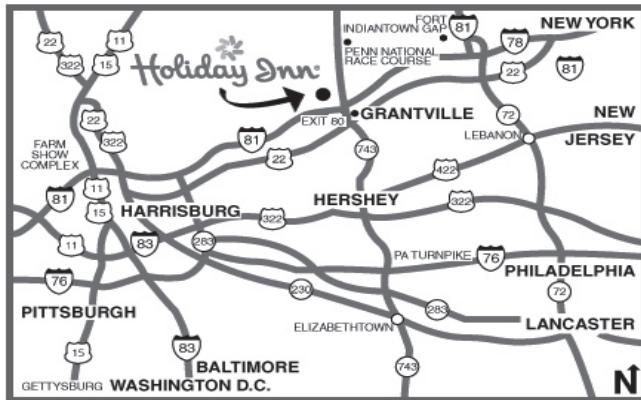 FORT
INDIANTOWN GAP
81
NEW YORK
22
11
78
PENN NATIONAL
RACE COURSE
322
15
Holiday Inn®
22
81
72
EXIT 80
GRANTVILLE
NEW
22
LEBANON
JERSEY
FARM
SHOW
COMPLEX
322
81
22
743
422
11
81
15
HARRISBURG
HERSHEY
322
322
11
83
283
PA TURNPIKE
76
76
PHILADELPHIA
PITTSBURGH
230
283
72
ELIZABETHTOWN
LANCASTER
15
83
BALTIMORE
743
GETTYSBURG
WASHINGTON D.C.
N